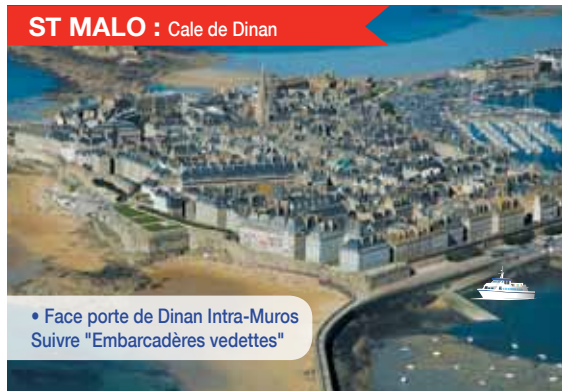 ST MALO : Cale de Dinan
• Face porte de Dinan Intra-Muros
Suivre "Embarcadères vedettes"